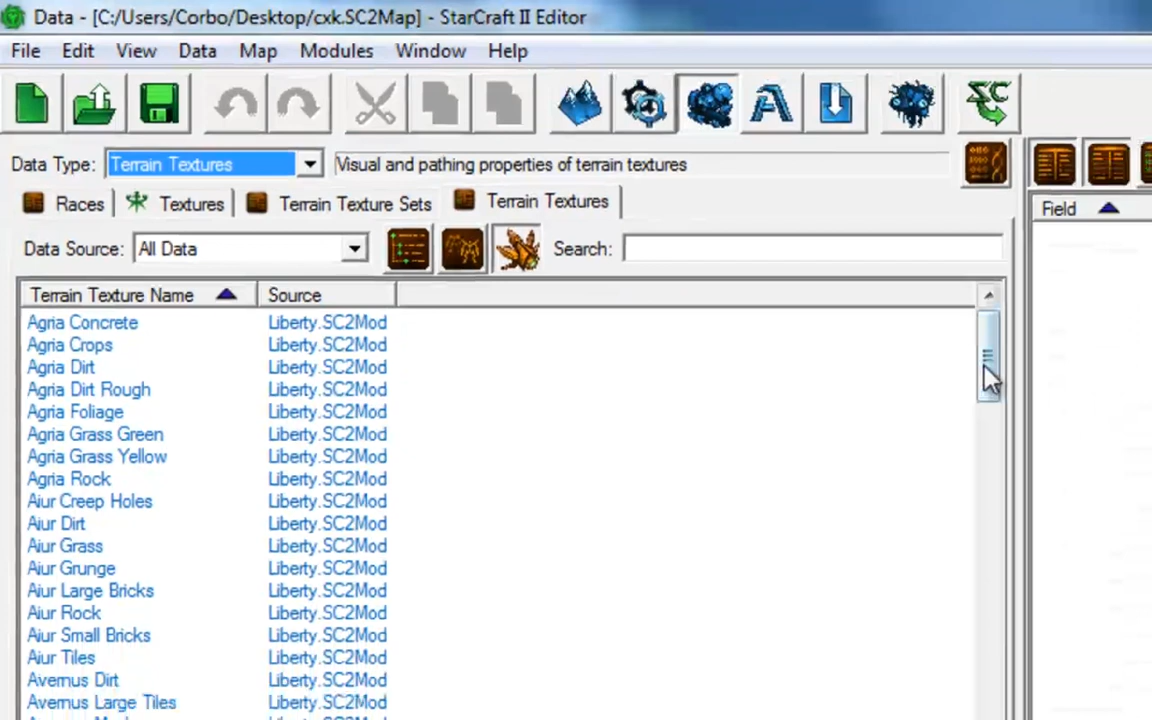 Data - [C:/Users/Corbo/Desktop/cxk.SC2Map] - StarCraft II Editor
File Edit View Data Map Modules Window Help
Data Type: Terrain Textures Visual and pathing properties of terrain textures
Races Textures Terrain Texture Sets Terrain Textures
Field
Data Source: All Data Search:
Terrain Texture Name Source
Agria Concrete Liberty.SC2Mod
Agria Crops Liberty.SC2Mod
Agria Dirt Liberty.SC2Mod
Agria Dirt Rough Liberty.SC2Mod
Agria Foliage Liberty.SC2Mod
Agria Grass Green Liberty.SC2Mod
Agria Grass Yellow Liberty.SC2Mod
Agria Rock Liberty.SC2Mod
Aiur Creep Holes Liberty.SC2Mod
Aiur Dirt Liberty.SC2Mod
Aiur Grass Liberty.SC2Mod
Aiur Grunge Liberty.SC2Mod
Aiur Large Bricks Liberty.SC2Mod
Aiur Rock Liberty.SC2Mod
Aiur Small Bricks Liberty.SC2Mod
Aiur Tiles Liberty.SC2Mod
Avernus Dirt Liberty.SC2Mod
Avernus Large Tiles Liberty.SC2Mod